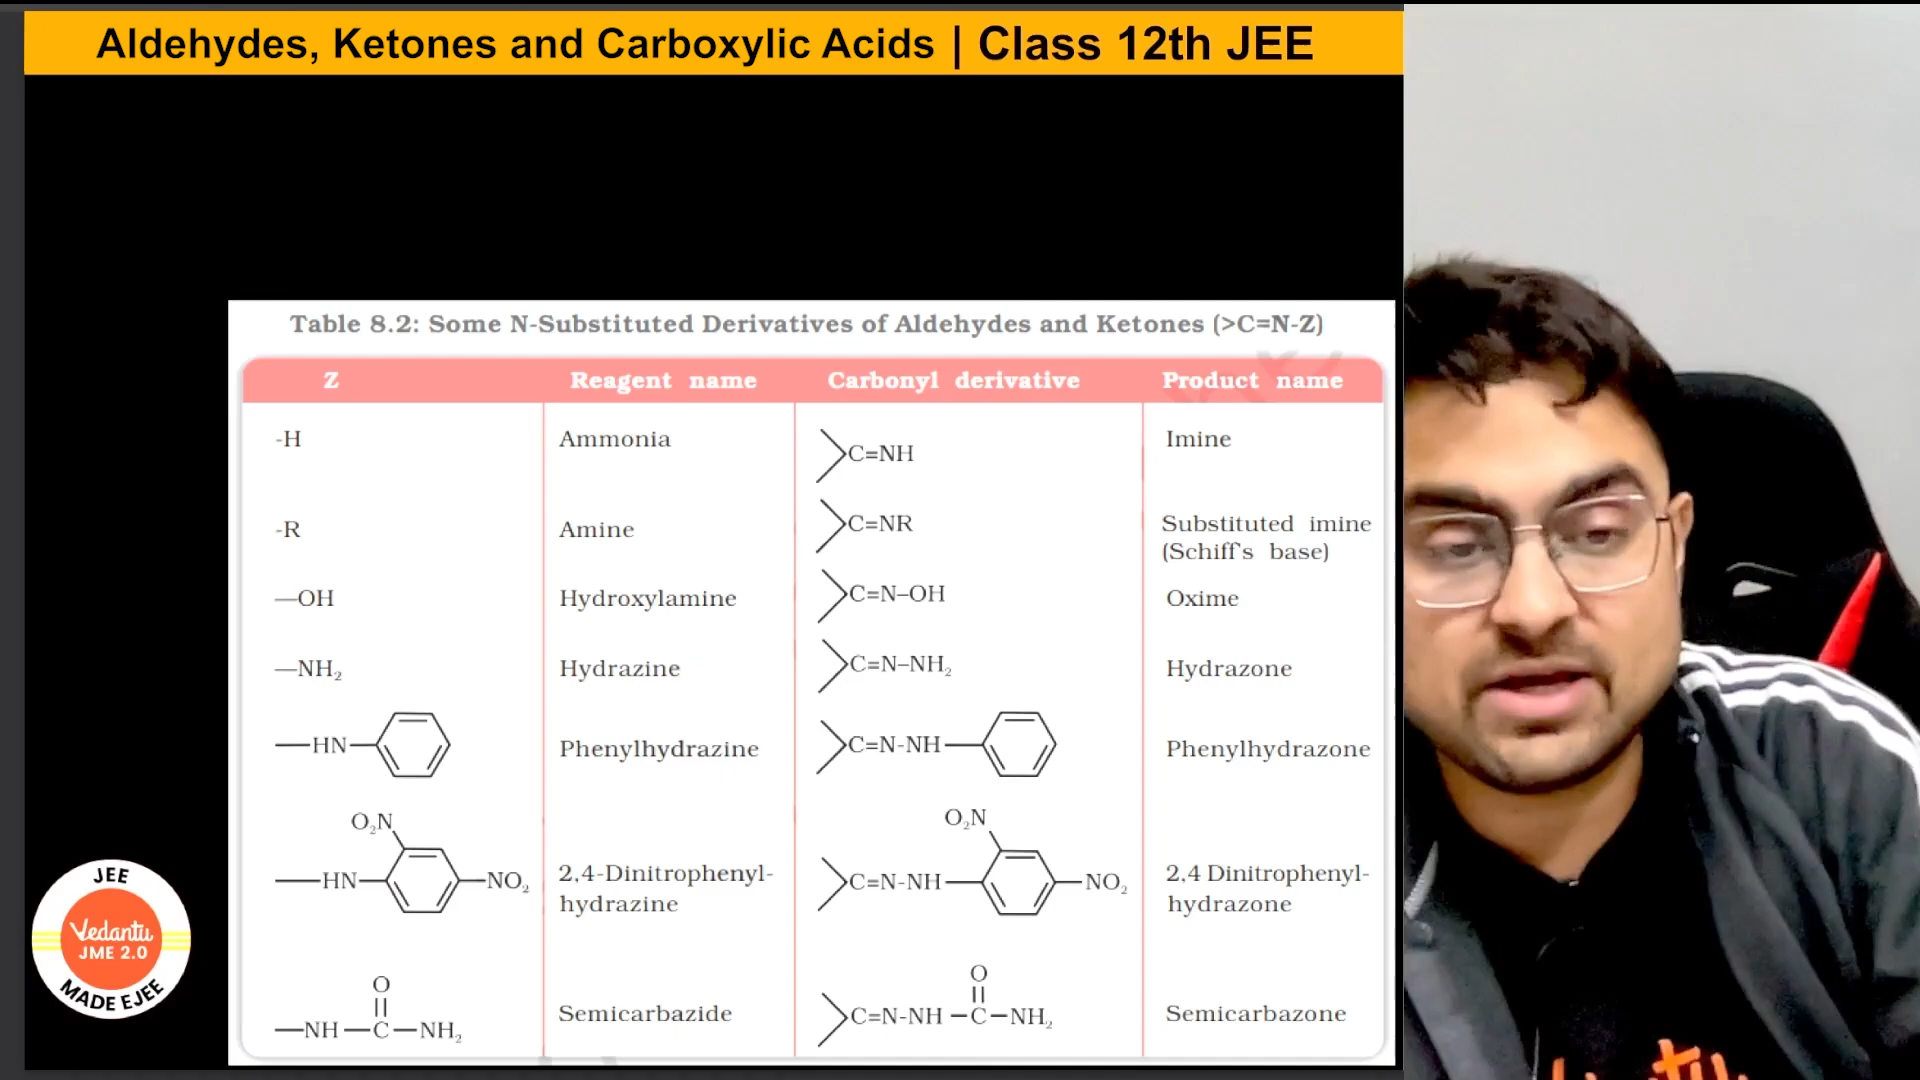 Aldehydes, Ketones and Carboxylic Acids | Class 12th JEE
Table 8.2: Some N-Substituted Derivatives of Aldehydes and Ketones (>C=N-Z)
Z Reagent name Carbonyl derivative Product name
-H Ammonia C=NH Imine
-R Amine C=NR Substituted imine
(Schiff's base)
—OH Hydroxylamine C=N–OH Oxime
—NH₂ Hydrazine C=N–NH₂ Hydrazone
—HN— Phenylhydrazine C=N-NH— Phenylhydrazone
O₂N O₂N
—HN— —NO₂ 2,4-Dinitrophenyl- C=N-NH— —NO₂ 2,4 Dinitrophenyl-
hydrazine hydrazone
O O
—NH—C—NH₂ Semicarbazide C=N-NH—C—NH₂ Semicarbazone
JEE
Vedantu
JME 2.0
MADE EJEE